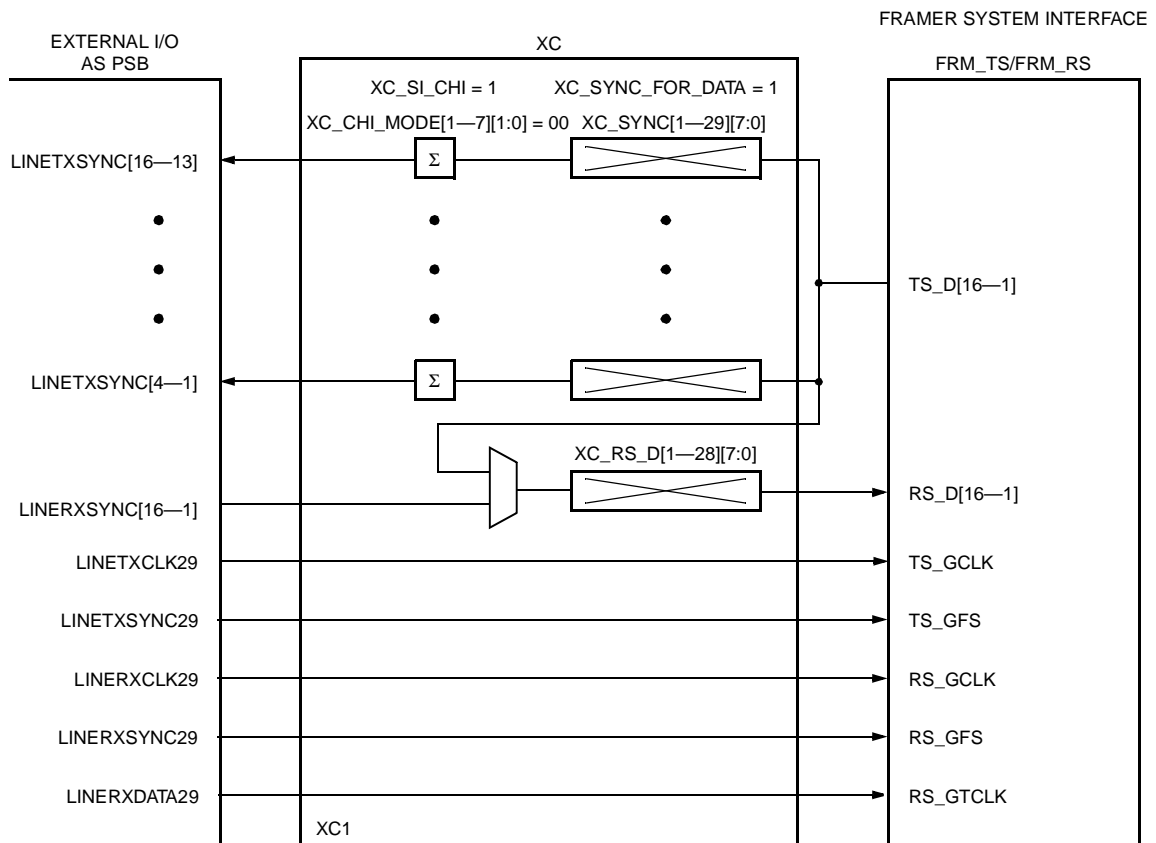 FRAMER SYSTEM INTERFACE
EXTERNAL I/O
AS PSB
XC
FRM_TS/FRM_RS
XC_SI_CHI = 1
XC_SYNC_FOR_DATA = 1
XC_CHI_MODE[1—7][1:0] = 00
XC_SYNC[1—29][7:0]
LINETXSYNC[16—13]
Σ
TS_D[16—1]
LINETXSYNC[4—1]
Σ
XC_RS_D[1—28][7:0]
LINERXSYNC[16—1]
RS_D[16—1]
LINETXCLK29
TS_GCLK
LINETXSYNC29
TS_GFS
LINERXCLK29
RS_GCLK
LINERXSYNC29
RS_GFS
LINERXDATA29
RS_GTCLK
XC1